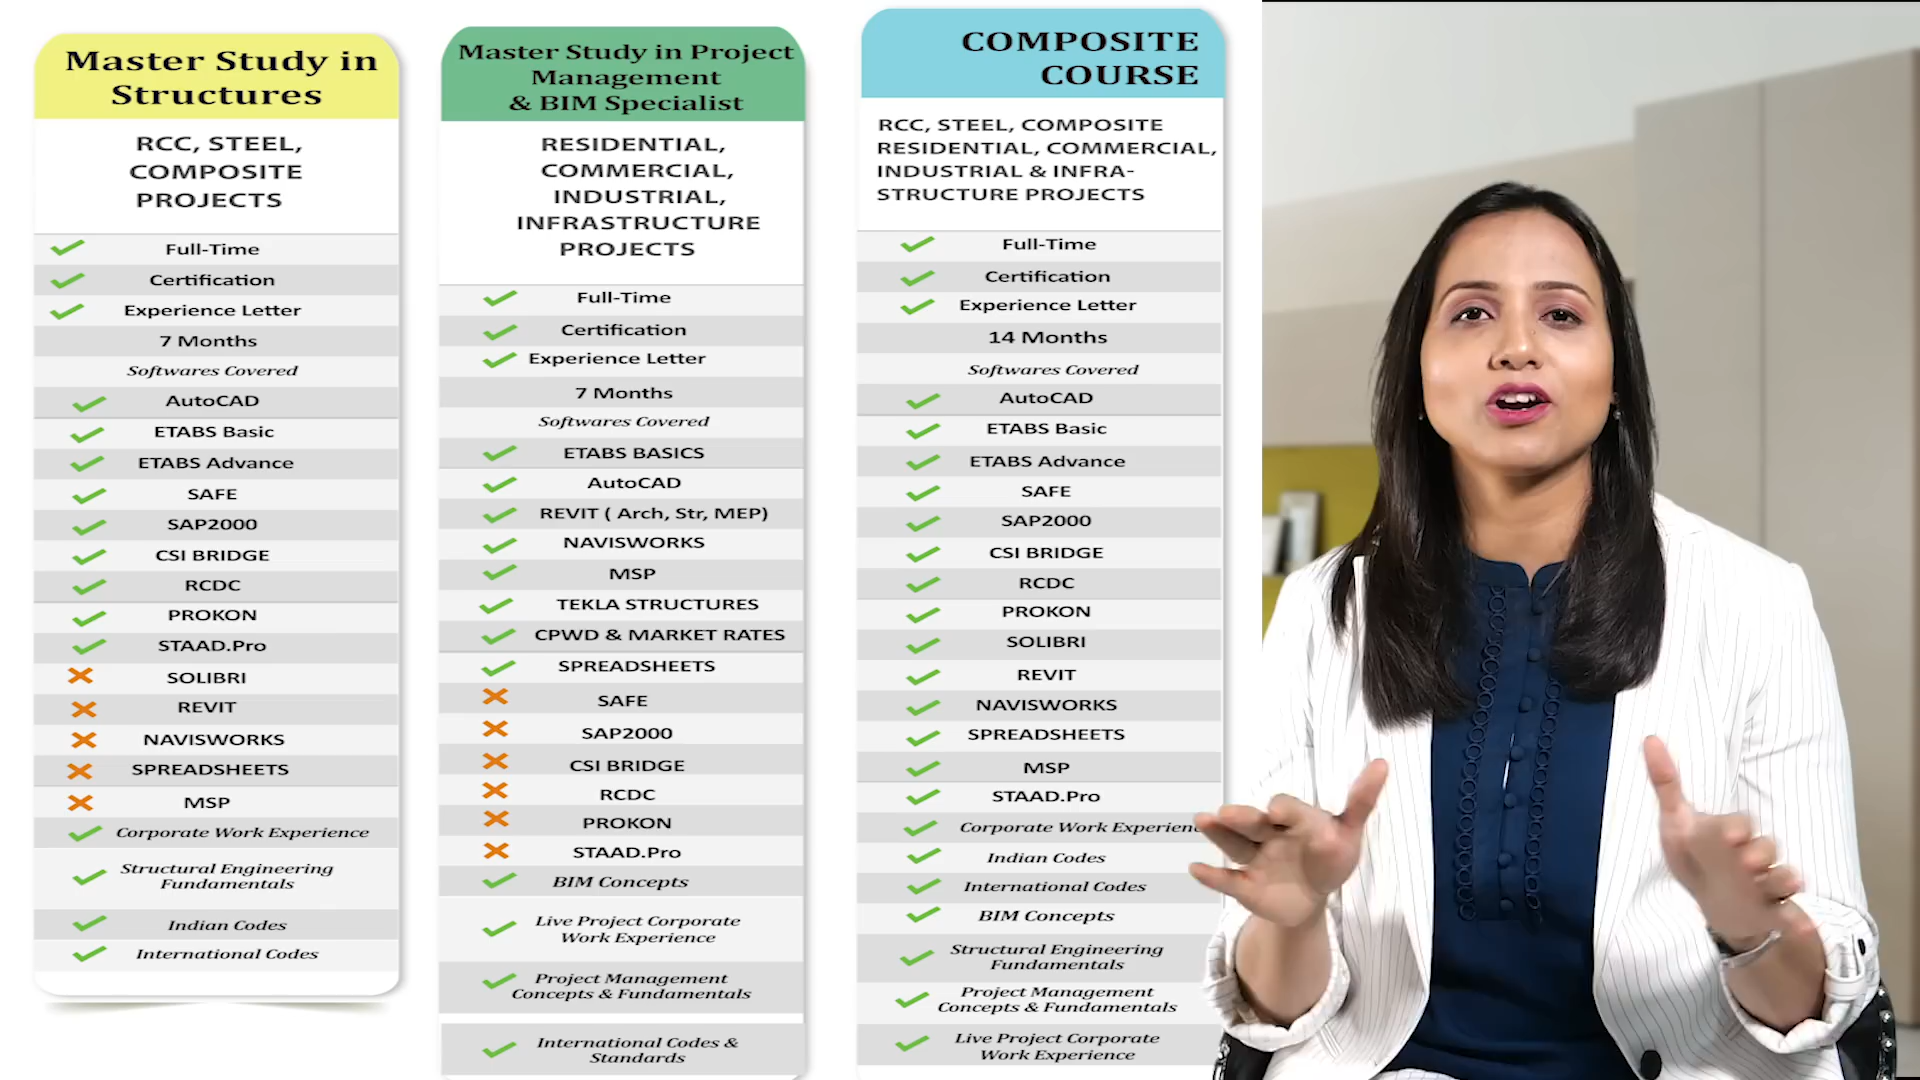 Master Study in
Structures
RCC, STEEL,
COMPOSITE
PROJECTS
Full-Time
Certification
Experience Letter
7 Months
Softwares Covered
AutoCAD
ETABS Basic
ETABS Advance
SAFE
SAP2000
CSI BRIDGE
RCDC
PROKON
STAAD.Pro
SOLIBRI
REVIT
NAVISWORKS
SPREADSHEETS
MSP
Corporate Work Experience
Structural Engineering
Fundamentals
Indian Codes
International Codes
Master Study in Project
Management
& BIM Specialist
RESIDENTIAL,
COMMERCIAL,
INDUSTRIAL,
INFRASTRUCTURE
PROJECTS
Full-Time
Certification
Experience Letter
7 Months
Softwares Covered
ETABS BASICS
AutoCAD
REVIT ( Arch, Str, MEP)
NAVISWORKS
MSP
TEKLA STRUCTURES
CPWD & MARKET RATES
SPREADSHEETS
SAFE
SAP2000
CSI BRIDGE
RCDC
PROKON
STAAD.Pro
BIM Concepts
Live Project Corporate
Work Experience
Project Management
Concepts & Fundamentals
International Codes &
Standards
COMPOSITE
COURSE
RCC, STEEL, COMPOSITE
RESIDENTIAL, COMMERCIAL,
INDUSTRIAL & INFRA-
STRUCTURE PROJECTS
Full-Time
Certification
Experience Letter
14 Months
Softwares Covered
AutoCAD
ETABS Basic
ETABS Advance
SAFE
SAP2000
CSI BRIDGE
RCDC
PROKON
SOLIBRI
REVIT
NAVISWORKS
SPREADSHEETS
MSP
STAAD.Pro
Corporate Work Experienc
Indian Codes
International Codes
BIM Concepts
Structural Engineering
Fundamentals
Project Management
Concepts & Fundamentals
Live Project Corporate
Work Experience